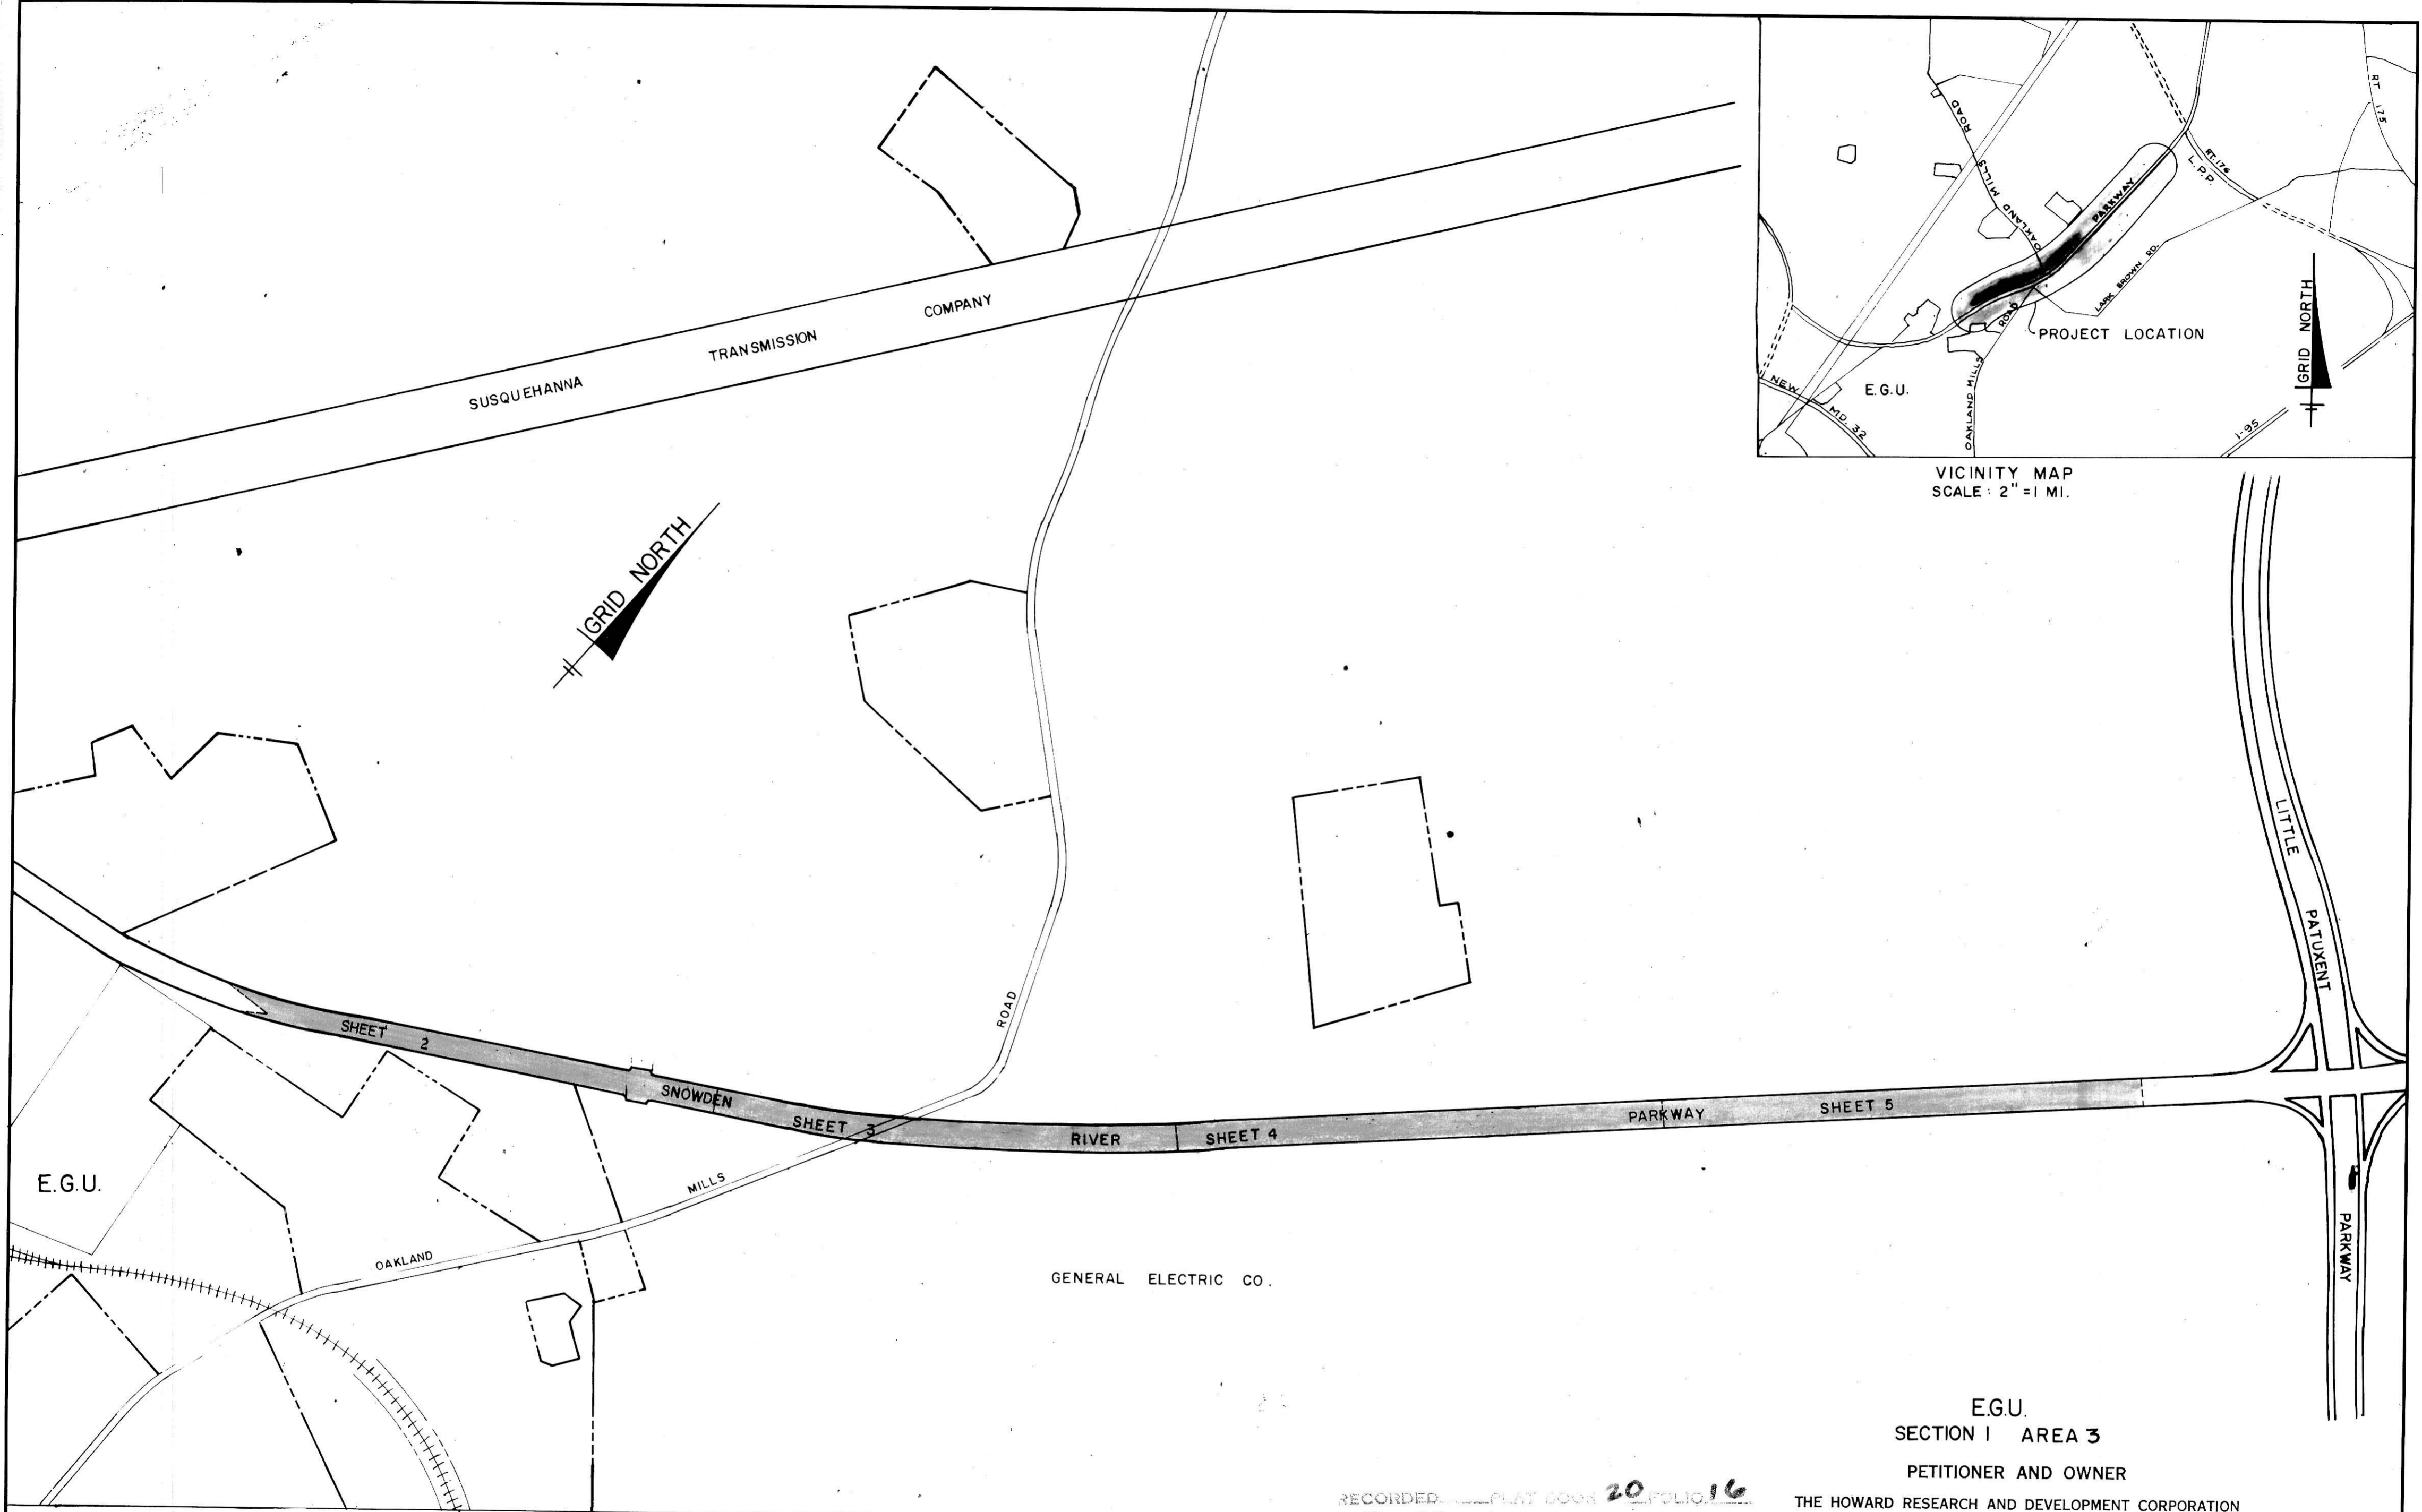 RT. 175
ROAD
MILLS
OAKLAND
PARKWAY
RT. 176
L.P.P.
LARK BROWN RD.
ROAD
PROJECT LOCATION
OAKLAND MILLS
E.G.U.
NEW MD. 32
I-95
GRID NORTH
VICINITY MAP
SCALE: 2"=1 MI.
SUSQUEHANNA TRANSMISSION COMPANY
GRID NORTH
LITTLE PATUXENT PARKWAY
ROAD
SHEET 2
SNOWDEN
SHEET 3
RIVER
SHEET 4
PARKWAY
SHEET 5
MILLS
OAKLAND
E.G.U.
GENERAL ELECTRIC CO.
E.G.U.
SECTION 1 AREA 3
PETITIONER AND OWNER
THE HOWARD RESEARCH AND DEVELOPMENT CORPORATION
RECORDED PLAT BOOK 20 FOLIO 16